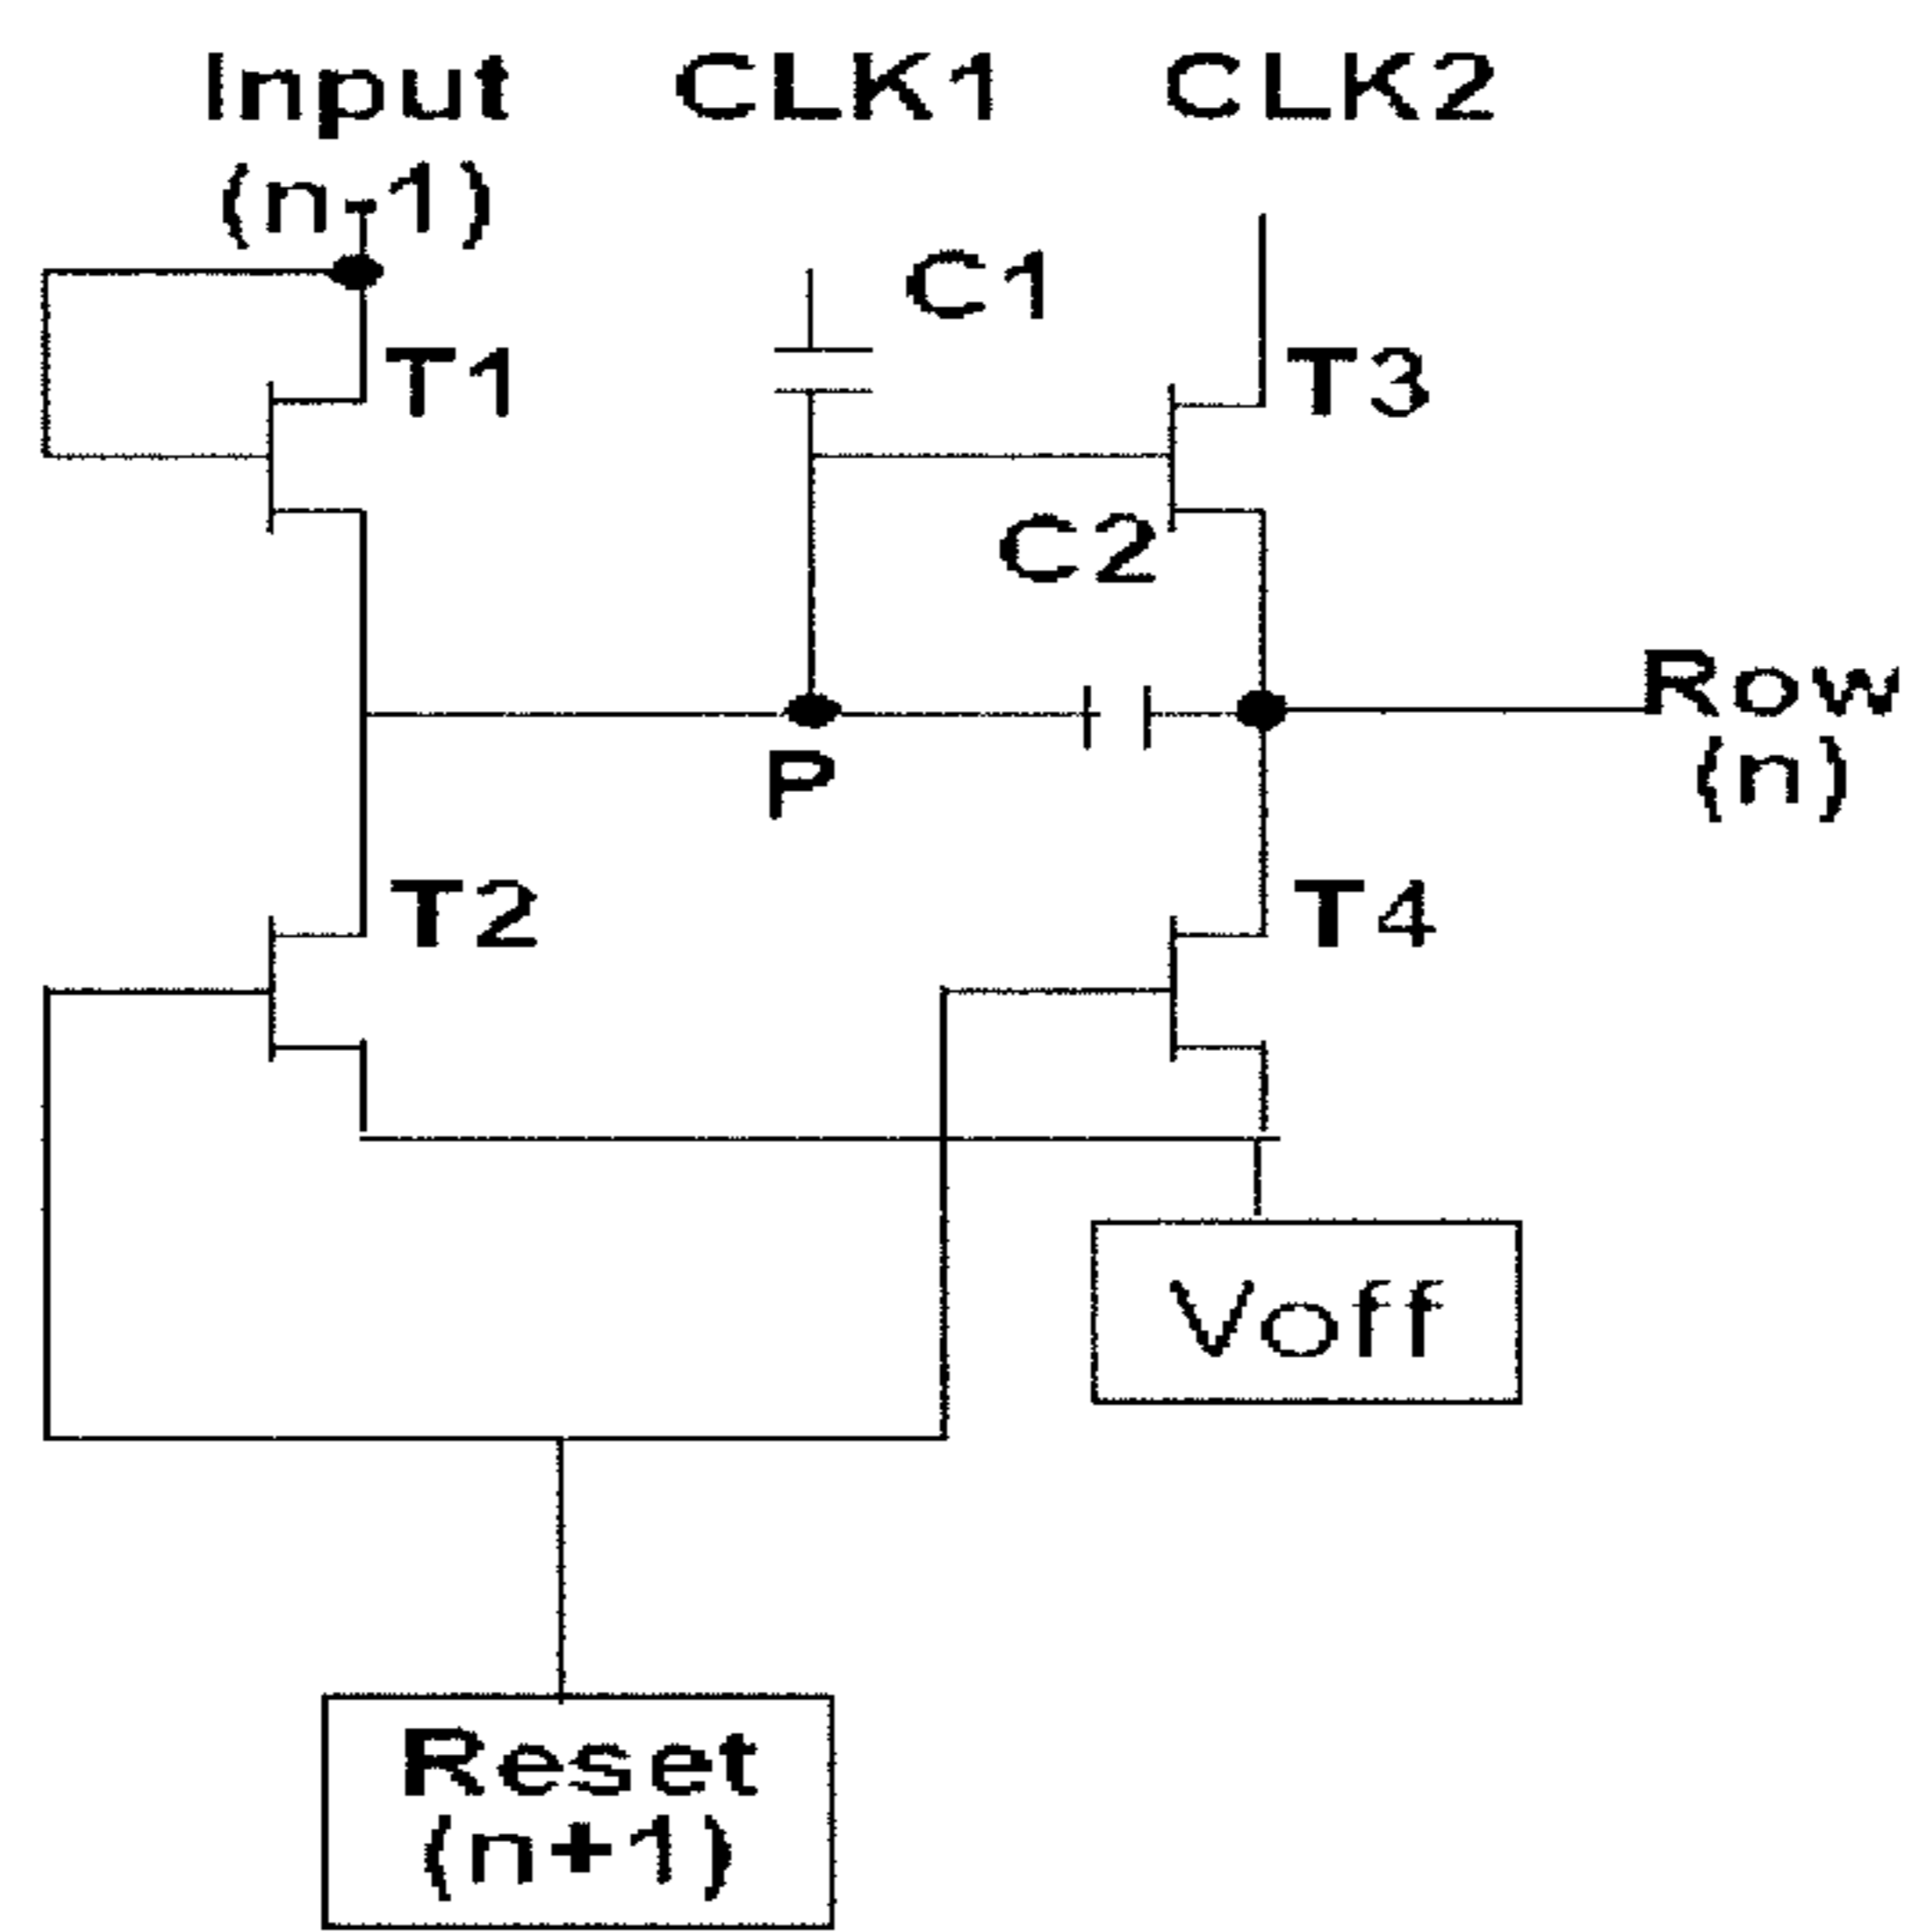 Input CLK1 CLK2
(n-1)
C1
T1 T3
C2
Row
(n)
P
T2 T4
Voff
Reset
(n+1)